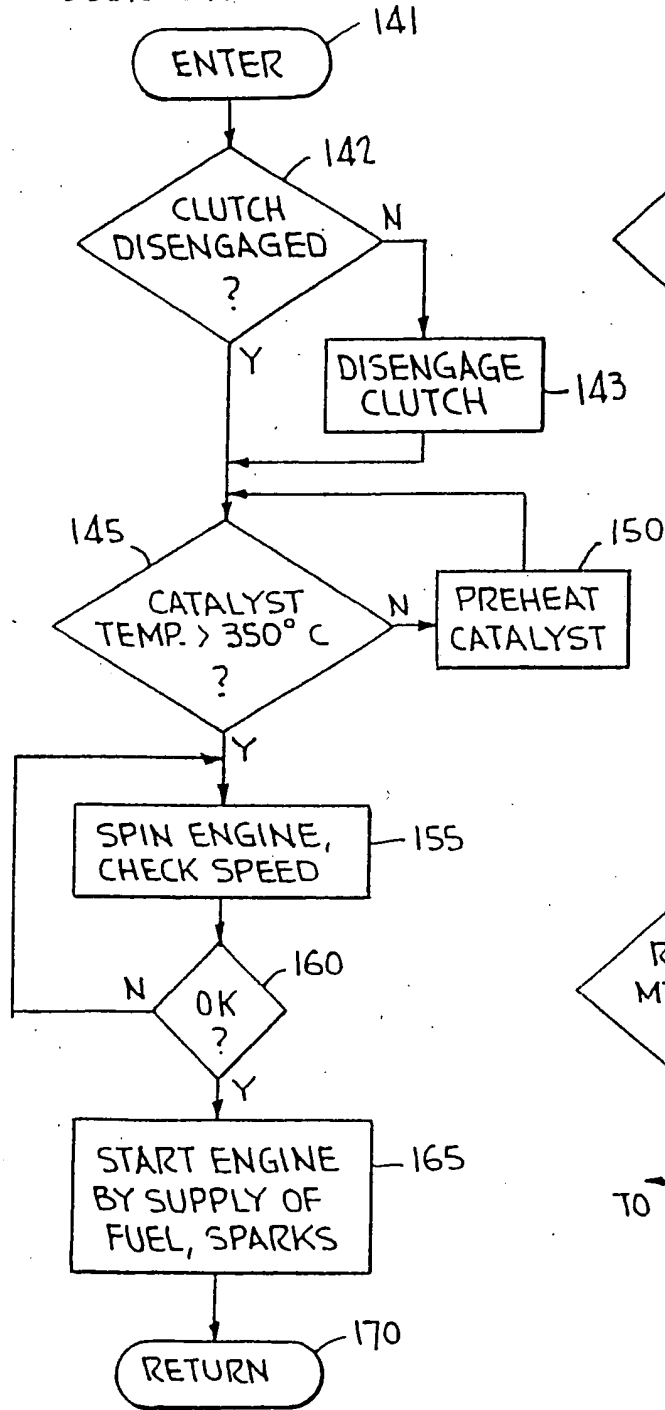 141
ENTER
142
CLUTCH
DISENGAGED
?
N
Y
DISENGAGE
CLUTCH
143
145
CATALYST
TEMP. > 350° C
?
N
Y
150
PREHEAT
CATALYST
SPIN ENGINE,
CHECK SPEED
155
160
OK
?
N
Y
START ENGINE
BY SUPPLY OF
FUEL, SPARKS
165
TO
170
RETURN